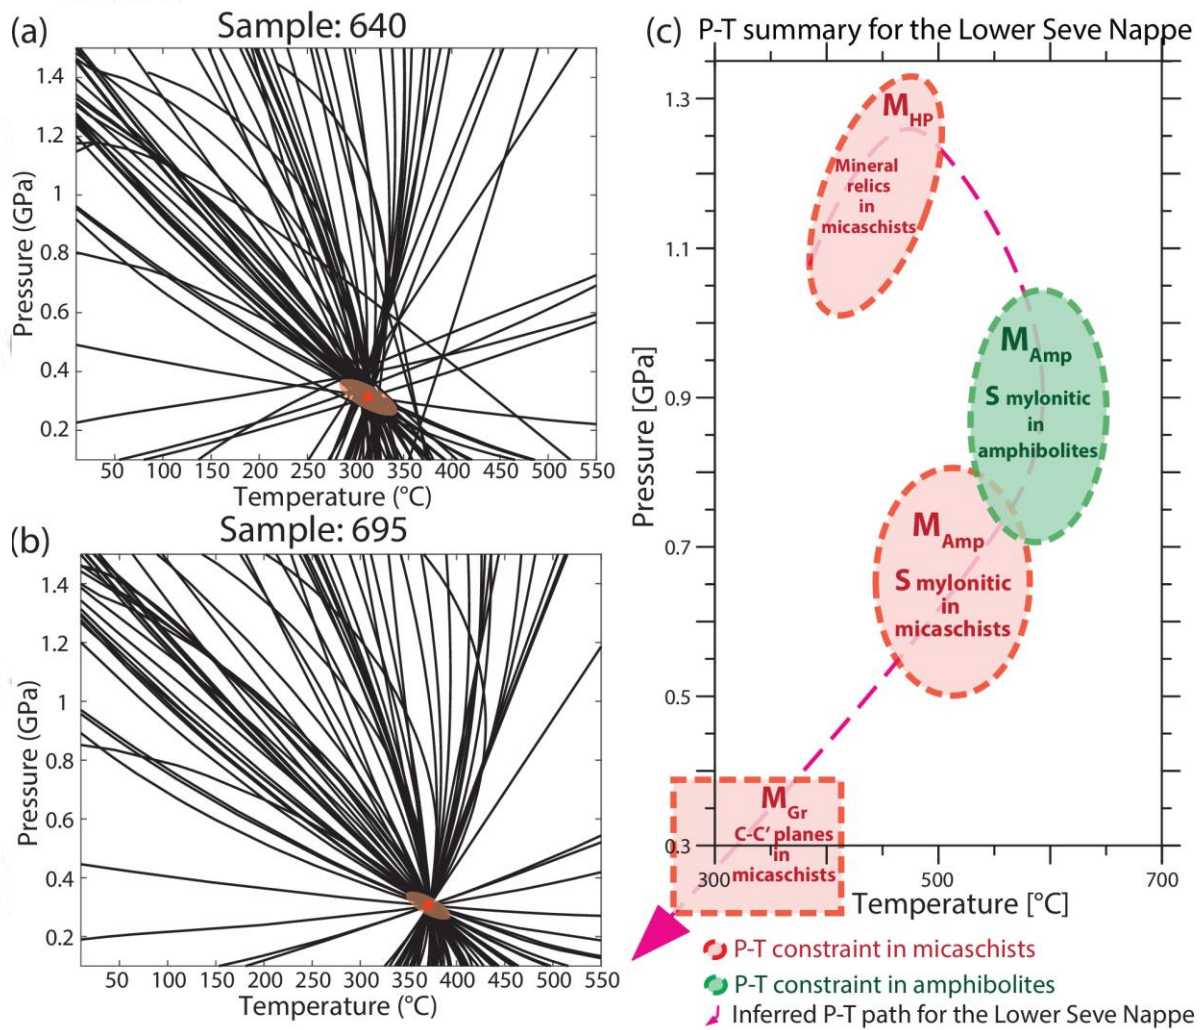 (a)
Sample: 640
1.4
1.2
1
0.8
0.6
0.4
0.2
Pressure (GPa)
50 100 150 200 250 300 350 400 450 500 550
Temperature (°C)
(b)
Sample: 695
1.4
1.2
1
0.8
0.6
0.4
0.2
Pressure (GPa)
50 100 150 200 250 300 350 400 450 500 550
Temperature (°C)
(c) P-T summary for the Lower Seve Nappe
1.3
1.1
0.9
0.7
0.5
0.3
Pressure [GPa]
MHP
Mineral
relics
in
micaschists
MAmp
S mylonitic
in
amphibolites
MAmp
S mylonitic
in
micaschists
MGr
C-C' planes
in
micaschists
300 500 700
Temperature [°C]
P-T constraint in micaschists
P-T constraint in amphibolites
Inferred P-T path for the Lower Seve Nappe